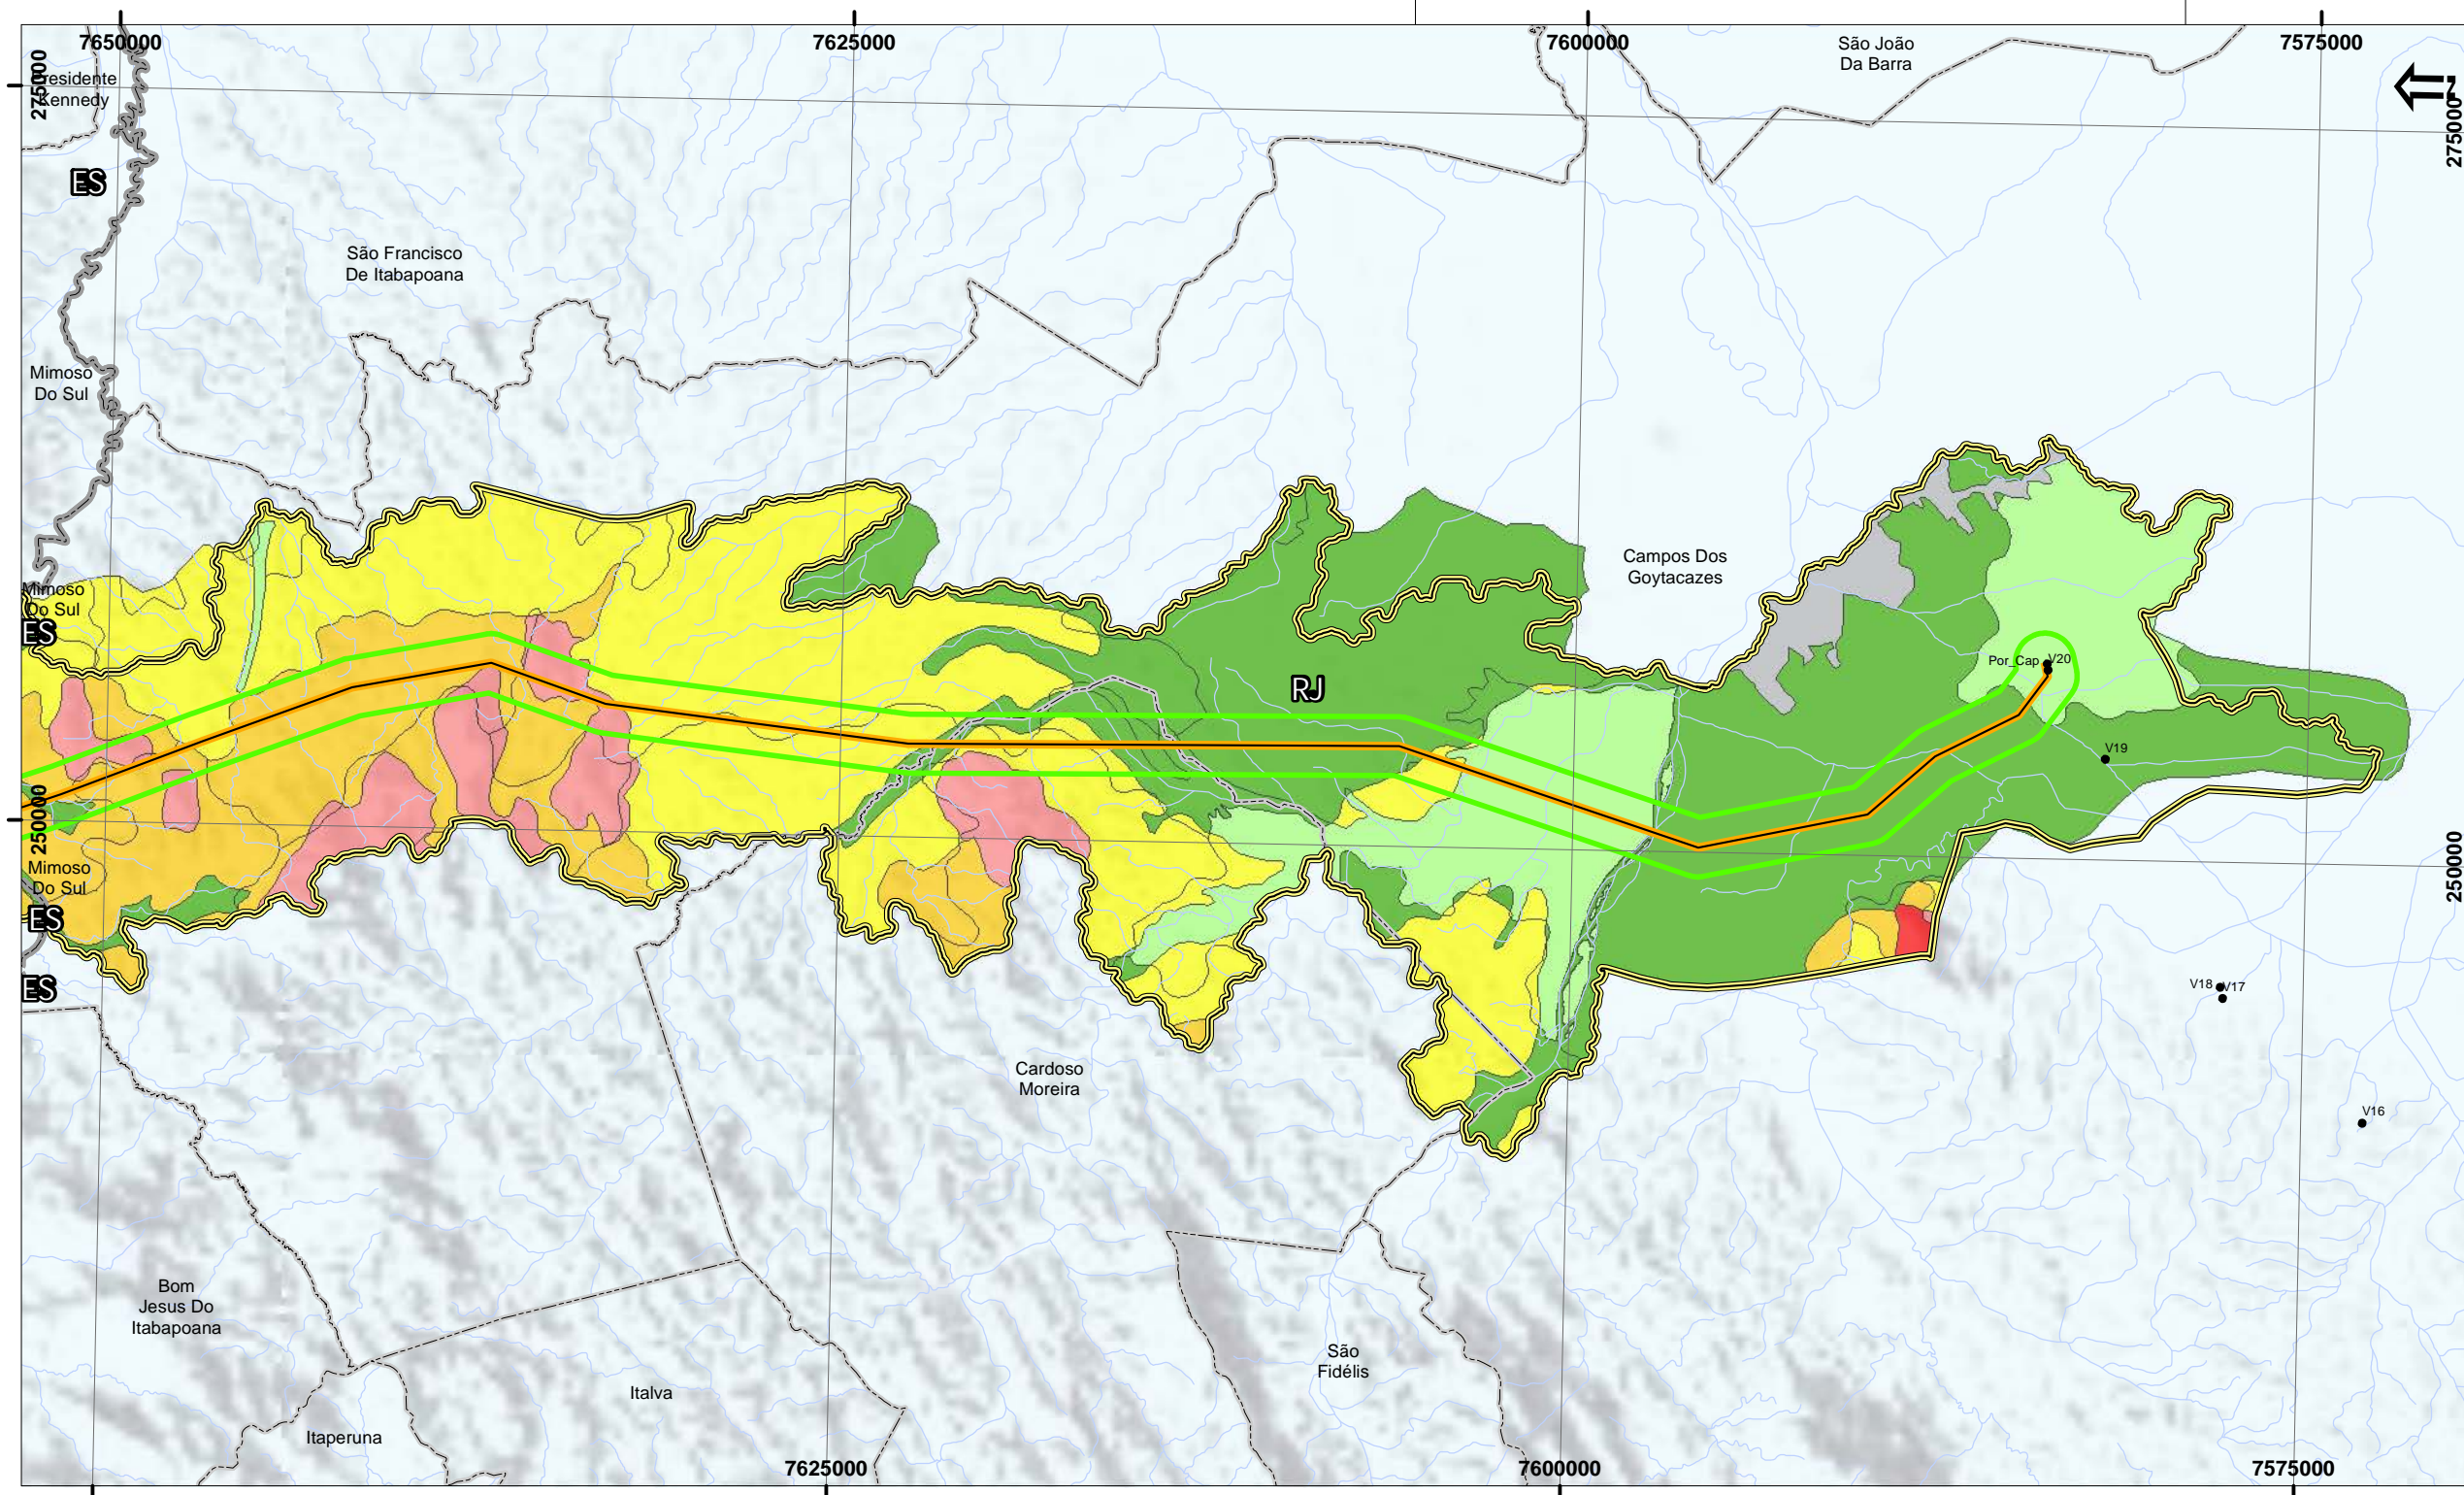 7650000
7625000
7600000
7575000
275000
275000
Presidente
Kennedy
São João
Da Barra
ES
São Francisco
De Itabapoana
Mimoso
Do Sul
Campos Dos
Goytacazes
Mimoso
Do Sul
ES
RJ
Por_Cap
V20
V19
250000
250000
Mimoso
Do Sul
ES
ES
V18
V17
Cardoso
Moreira
V16
Bom
Jesus Do
Itabapoana
São
Fidélis
Italva
Itaperuna
7625000
7600000
7575000